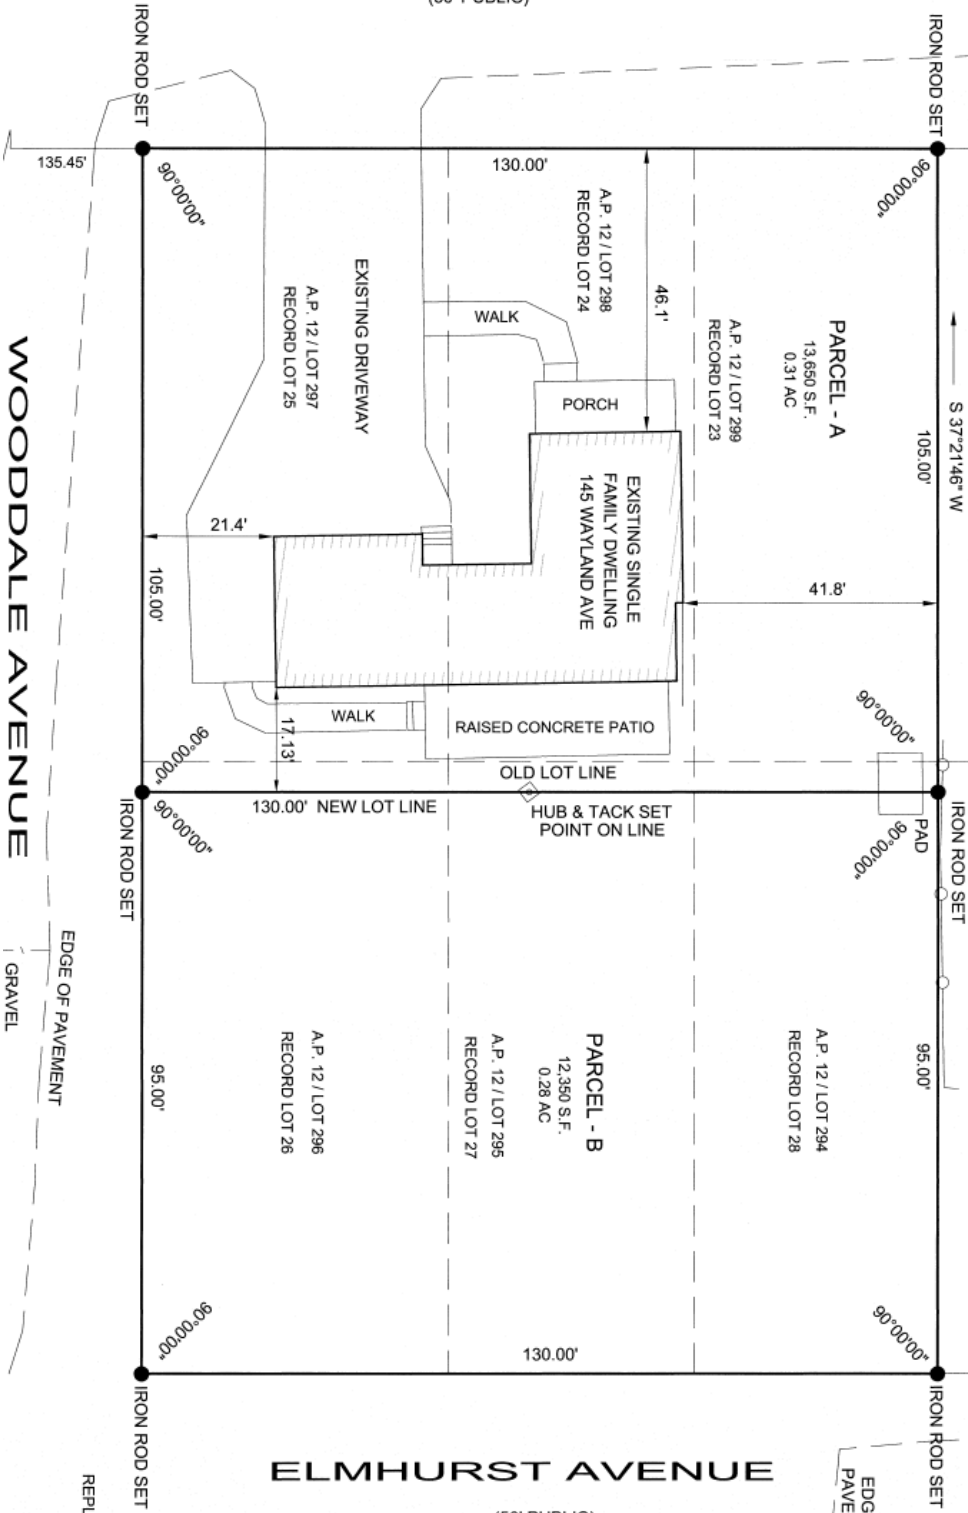 IRON ROD SET
IRON ROD SET
135.45'
90°00'00"
130.00'
90°00'00"
A.P. 12 / LOT 298
RECORD LOT 24
46.1'
A.P. 12 / LOT 299
RECORD LOT 23
PARCEL - A
13,650 S.F.
0.31 AC
S 37°21'46" W
105.00'
EXISTING DRIVEWAY
A.P. 12 / LOT 297
RECORD LOT 25
WALK
PORCH
EXISTING SINGLE
FAMILY DWELLING
145 WAYLAND AVE
21.4'
41.8'
105.00'
WOODDALE AVENUE
WALK
17.13'
RAISED CONCRETE PATIO
90°00'00"
90°00'00"
OLD LOT LINE
130.00' NEW LOT LINE
HUB & TACK SET
POINT ON LINE
90°00'00"
90°00'00"
PAD
IRON ROD SET
IRON ROD SET
EDGE OF PAVEMENT
GRAVEL
95.00'
95.00'
A.P. 12 / LOT 296
RECORD LOT 26
A.P. 12 / LOT 295
RECORD LOT 27
PARCEL - B
12,350 S.F.
0.28 AC
A.P. 12 / LOT 294
RECORD LOT 28
90°00'00"
90°00'00"
130.00'
IRON ROD SET
IRON ROD SET
ELMHURST AVENUE
REPL
EDG
PAVE